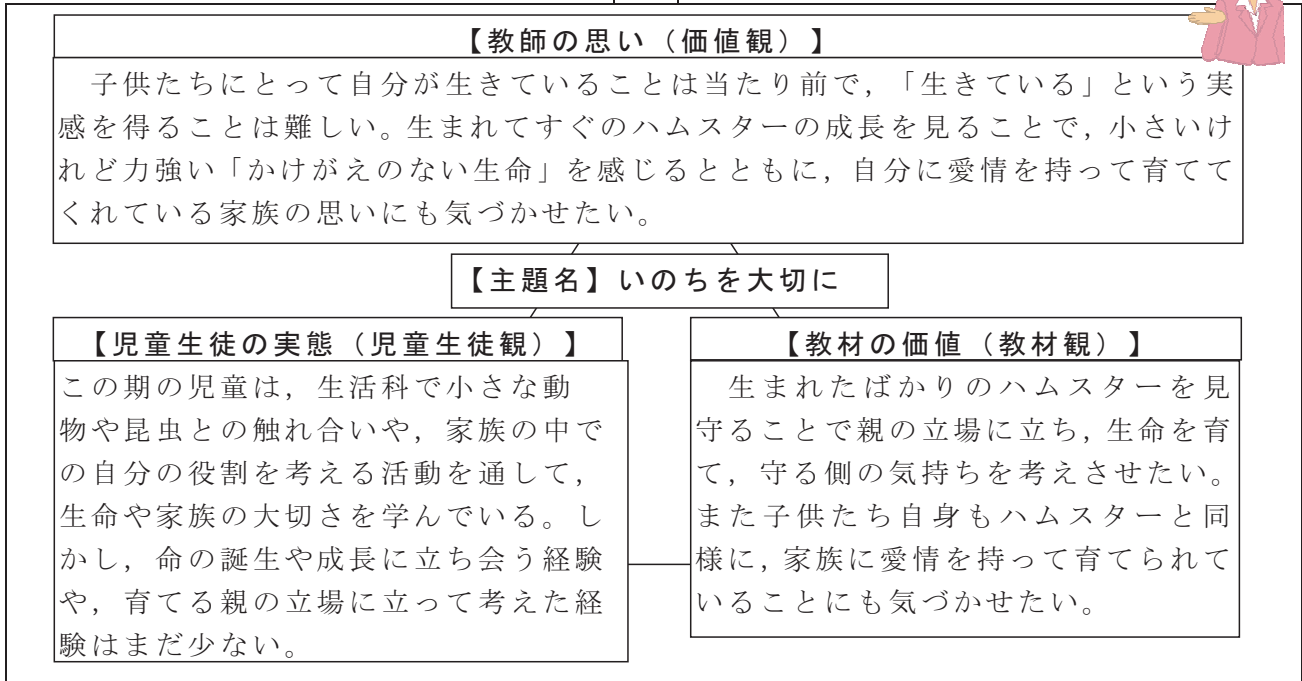 【教師の思い（価値観）】
子供たちにとって自分が生きていることは当たり前で，「生きている」という実
感を得ることは難しい。生まれてすぐのハムスターの成長を見ることで，小さいけ
れど力強い「かけがえのない生命」を感じるとともに，自分に愛情を持って育てて
くれている家族の思いにも気づかせたい。
【主題名】いのちを大切に
【児童生徒の実態（児童生徒観）】
この期の児童は，生活科で小さな動
物や昆虫との触れ合いや，家族の中で
の自分の役割を考える活動を通して，
生命や家族の大切さを学んでいる。し
かし，命の誕生や成長に立ち会う経験
や，育てる親の立場に立って考えた経
験はまだ少ない。
【教材の価値（教材観）】
生まれたばかりのハムスターを見
守ることで親の立場に立ち，生命を育
て，守る側の気持ちを考えさせたい。
また子供たち自身もハムスターと同
様に，家族に愛情を持って育てられて
いることにも気づかせたい。